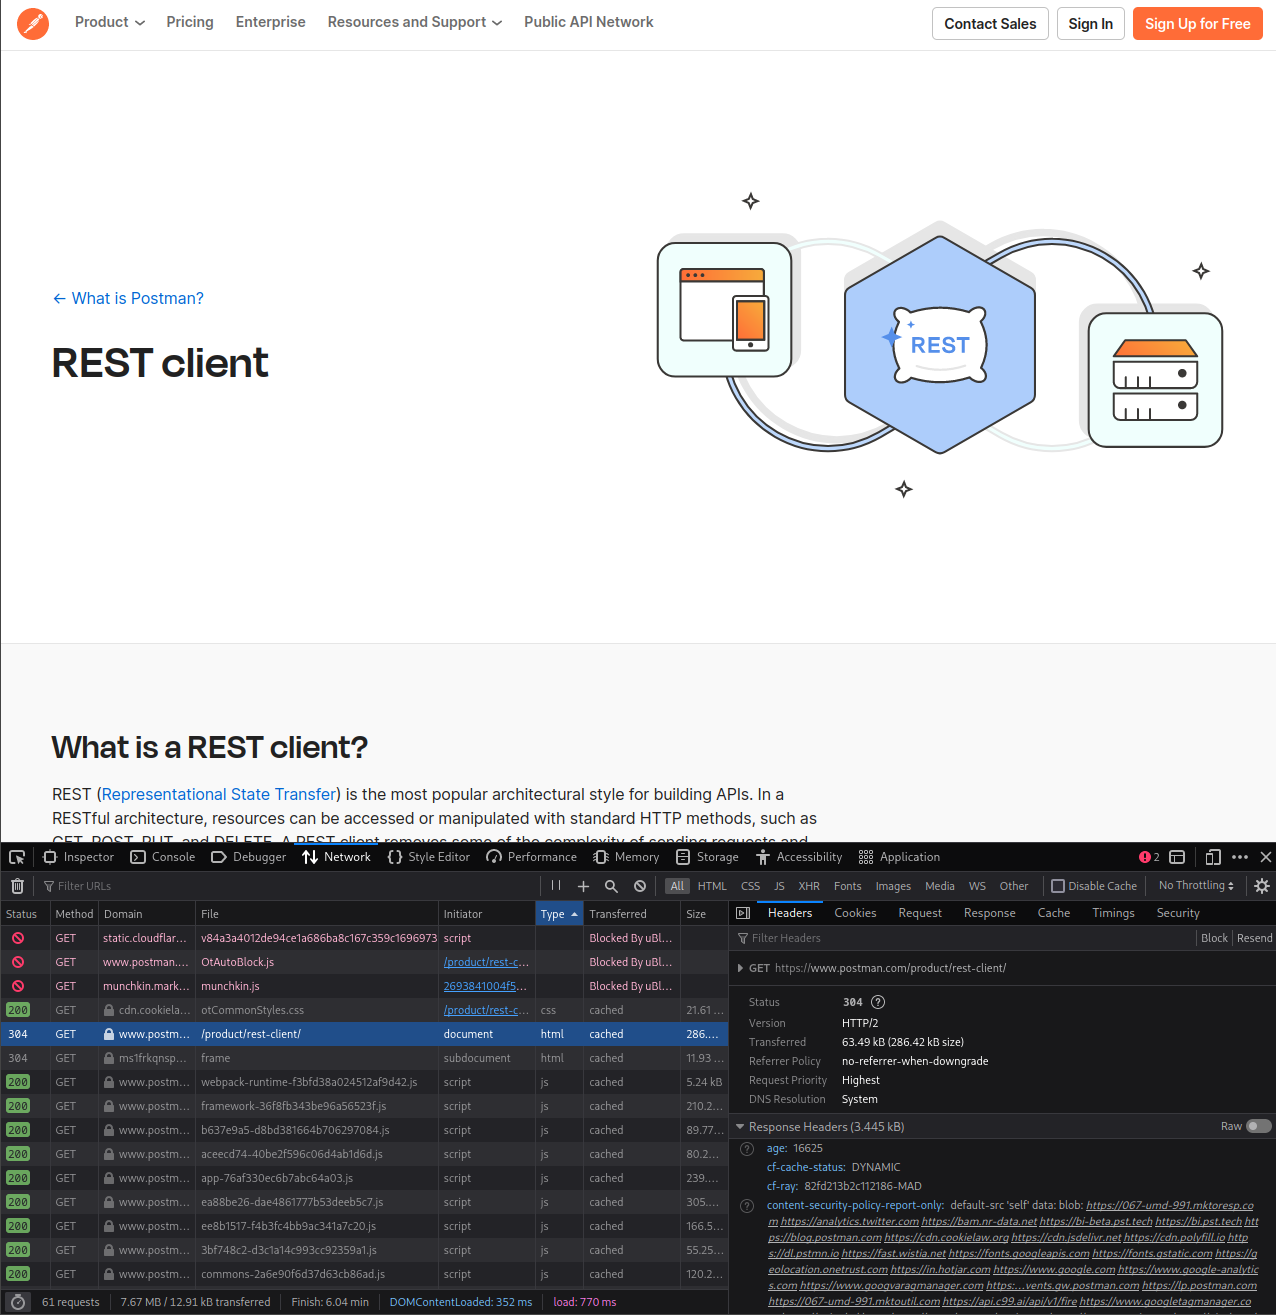 Product Pricing Enterprise Resources and Support Public API Network Contact Sales Sign In Sign Up for Free
← What is Postman?
REST client
REST
What is a REST client?
REST (Representational State Transfer) is the most popular architectural style for building APIs. In a
RESTful architecture, resources can be accessed or manipulated with standard HTTP methods, such as
GET, POST, PUT, and DELETE. A REST client removes some of the complexity of sending requests and
Inspector Console Debugger Network Style Editor Performance Memory Storage Accessibility Application 2
Filter URLs All HTML CSS JS XHR Fonts Images Media WS Other Disable Cache No Throttling
Status Method Domain File Initiator Type Transferred Size
GET static.cloudflar... v84a3a4012de94ce1a686ba8c167c359c1696973 script Blocked By uBl...
GET www.postman.... OtAutoBlock.js /product/rest-c... Blocked By uBl...
GET munchkin.mark... munchkin.js 2693841004f5... Blocked By uBl...
200 GET cdn.cookiela... otCommonStyles.css /product/rest-c... css cached 21.61 ...
304 GET www.postm... /product/rest-client/ document html cached 286....
304 GET ms1frkqnsp... frame subdocument html cached 11.93 ...
200 GET www.postm... webpack-runtime-f3bfd38a024512af9d42.js script js cached 5.24 kB
200 GET www.postm... framework-36f8fb343be96a56523f.js script js cached 210.2...
200 GET www.postm... b637e9a5-d8bd381664b706297084.js script js cached 89.77...
200 GET www.postm... aceecd74-40be2f596c06d4ab1d6d.js script js cached 80.2...
200 GET www.postm... app-76af330ec6b7abc64a03.js script js cached 239....
200 GET www.postm... ea88be26-dae4861777b53deeb5c7.js script js cached 305....
200 GET www.postm... ee8b1517-f4b3fc4bb9ac341a7c20.js script js cached 166.5...
200 GET www.postm... 3bf748c2-d3c1a14c993cc92359a1.js script js cached 55.25...
200 GET www.postm... commons-2a6e90f6d37d63cb86ad.js script js cached 120.2...
61 requests 7.67 MB / 12.91 kB transferred Finish: 6.04 min DOMContentLoaded: 352 ms load: 770 ms
Headers Cookies Request Response Cache Timings Security
Filter Headers Block Resend
GET https://www.postman.com/product/rest-client/
Status 304
Version HTTP/2
Transferred 63.49 kB (286.42 kB size)
Referrer Policy no-referrer-when-downgrade
Request Priority Highest
DNS Resolution System
Response Headers (3.445 kB) Raw
age: 16625
cf-cache-status: DYNAMIC
cf-ray: 82fd213b2c112186-MAD
content-security-policy-report-only: default-src 'self' data: blob: https://067-umd-991.mktoresp.co
m https://analytics.twitter.com https://bam.nr-data.net https://bi-beta.pst.tech https://bi.pst.tech htt
ps://blog.postman.com https://cdn.cookielaw.org https://cdn.jsdelivr.net https://cdn.polyfill.io http
s://dl.pstmn.io https://fast.wistia.net https://fonts.googleapis.com https://fonts.gstatic.com https://g
eolocation.onetrust.com https://in.hotjar.com https://www.google.com https://www.google-analytic
s.com https://www.googvaragmanager.com https:…vents.gw.postman.com https://lp.postman.com
https://067-umd-991.mktoutil.com https://api.c99.ai/api/v1/fire https://www.googletagmanager.co